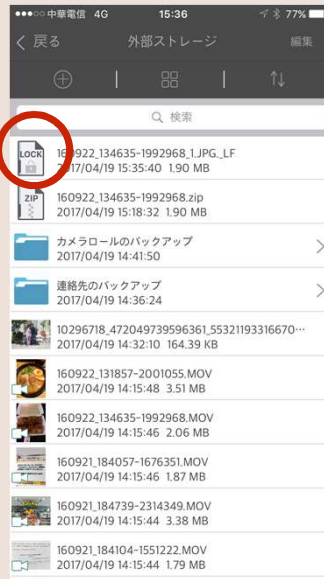 中華電信 4G 15:36 77%
戻る 外部ストレージ 編集
検索
LOCK
160922_134635-1992968_1.JPG._LF
2017/04/19 15:35:40 1.90 MB
ZIP
160922_134635-1992968.zip
2017/04/19 15:18:32 1.90 MB
カメラロールのバックアップ
2017/04/19 14:41:50
連絡先のバックアップ
2017/04/19 14:36:24
10296718_472049739596361_55321193316670…
2017/04/19 14:32:10 164.39 KB
160922_131857-2001055.MOV
2017/04/19 14:15:48 3.51 MB
160922_134635-1992968.MOV
2017/04/19 14:15:46 2.06 MB
160921_184057-1676351.MOV
2017/04/19 14:15:46 1.87 MB
160921_184739-2314349.MOV
2017/04/19 14:15:44 3.38 MB
160921_184104-1551222.MOV
2017/04/19 14:15:44 1.79 MB